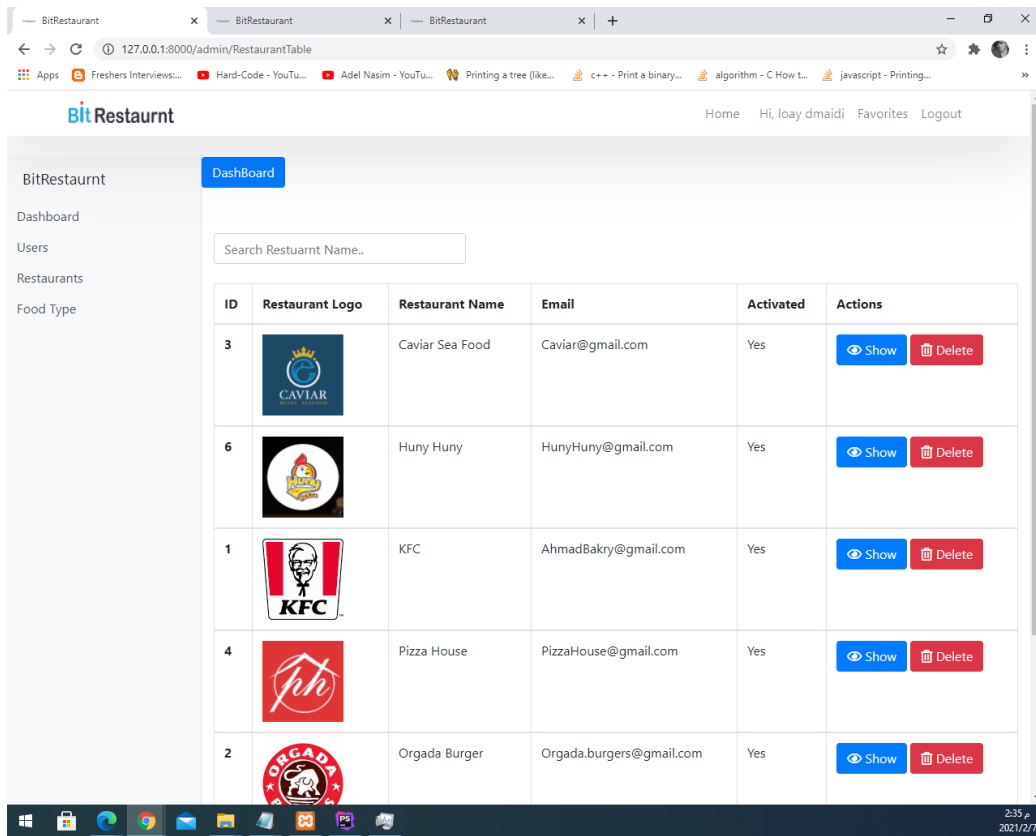 BitRestaurant
BitRestaurant
BitRestaurant
127.0.0.1:8000/admin/RestaurantTable
Apps
Freshers Interviews:...
Hard-Code - YouTu...
Adel Nasim - YouTu...
Printing a tree (like...
c++ - Print a binary...
algorithm - C How t...
javascript - Printing...
»
Bit Restaurnt
Home Hi, loay dmaidi Favorites Logout
BitRestaurnt
Dashboard
Users
Restaurants
Food Type
DashBoard
Search Restuarnt Name..
ID Restaurant Logo Restaurant Name Email Activated Actions
3 Caviar Sea Food Caviar@gmail.com Yes Show Delete
CAVIAR
ROYAL SEAFOOD
6 Huny Huny HunyHuny@gmail.com Yes Show Delete
Huny
1 KFC AhmadBakry@gmail.com Yes Show Delete
KFC
4 Pizza House PizzaHouse@gmail.com Yes Show Delete
ph
2 Orgada Burger Orgada.burgers@gmail.com Yes Show Delete
ORGADA
PS
2:35 م
2021/2/7